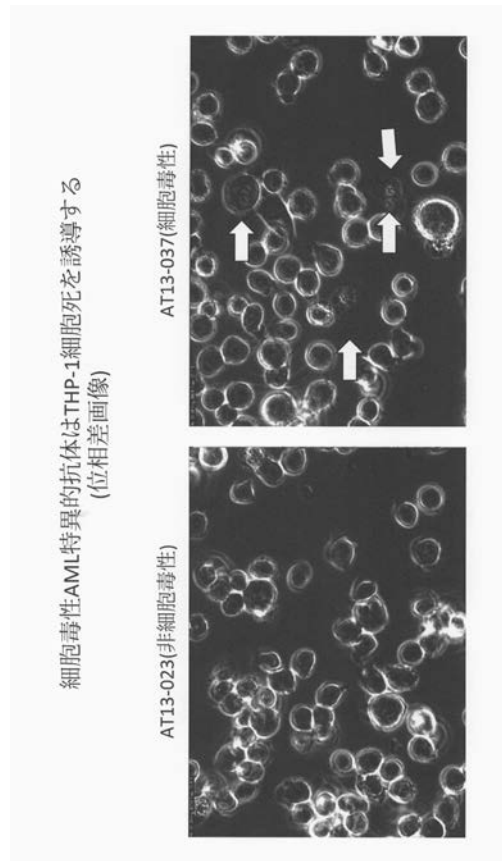 細胞毒性AML特異的抗体はTHP-1細胞死を誘導する
(位相差画像)
AT13-023(非細胞毒性)
AT13-037(細胞毒性)